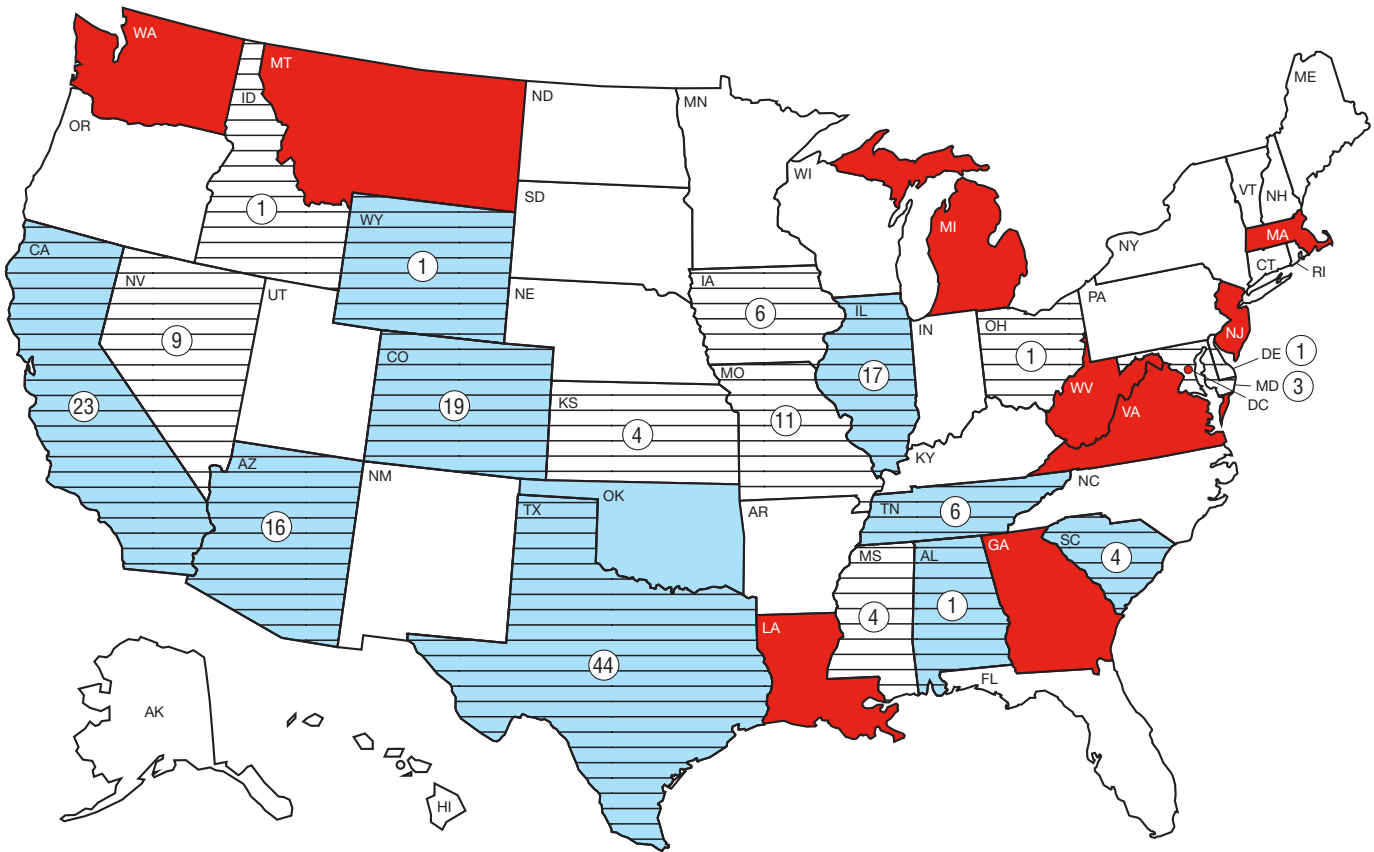 WA
MT
ND
MN
ME
ID
OR
WI
VT
NH
SD
1
WY
MI
MA
NY
CA
1
CT
RI
NV
UT
NE
IA
PA
6
IL
OH
IN
NJ
9
CO
1
DE 1
MO
17
WV
MD 3
23
19
KS
11
VA
DC
4
KY
AZ
NM
OK
NC
16
TX
AR
TN
6
MS
AL
GA
SC
4
1
4
LA
44
FL
AK
HI